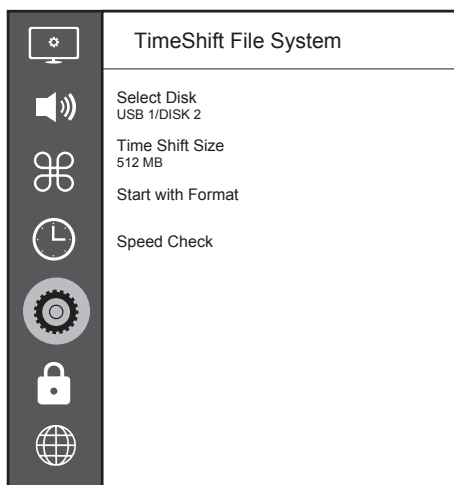 TimeShift File System
Select Disk
USB 1/DISK 2
Time Shift Size
512 MB
Start with Format
Speed Check